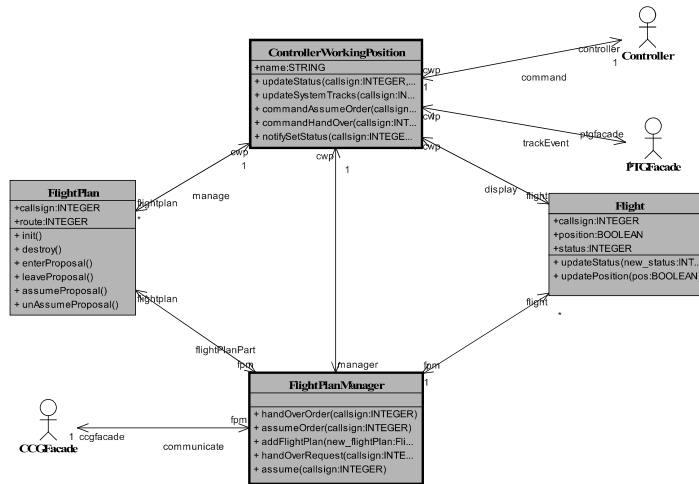 ControllerWorkingPosition
+name:STRING
+ updateStatus(callsign:INTEGER,...
+ updateSystemTracks(callsign:IN...
+ commandAssumeOrder(callsign...
+ commandHandOver(callsign:INT...
+ notifySetStatus(callsign:INTEGE...
controller
1
Controller
cwp
1
command
cwp
ptgfacade
PTGFacade
trackEvent
cwp
display
flight
cwp
1
manage
flightplan
*
cwp
1
FlightPlan
+callsign:INTEGER
+route:INTEGER
+ init()
+ destroy()
+ enterProposal()
+ leaveProposal()
+ assumeProposal()
+ unAssumeProposal()
Flight
+callsign:INTEGER
+position:BOOLEAN
+status:INTEGER
+ updateStatus(new_status:INT...
+ updatePosition(pos:BOOLEAN
flightplan
flight
*
flightPlanPart
fpm
manager
fpm
1
FlightPlanManager
+ handOverOrder(callsign:INTEGER)
+ assumeOrder(callsign:INTEGER)
+ addFlightPlan(new_flightPlan:Fli...
+ handOverRequest(callsign:INTE...
+ assume(callsign:INTEGER)
fpm
1 ccgfacade
communicate
CCGFacade